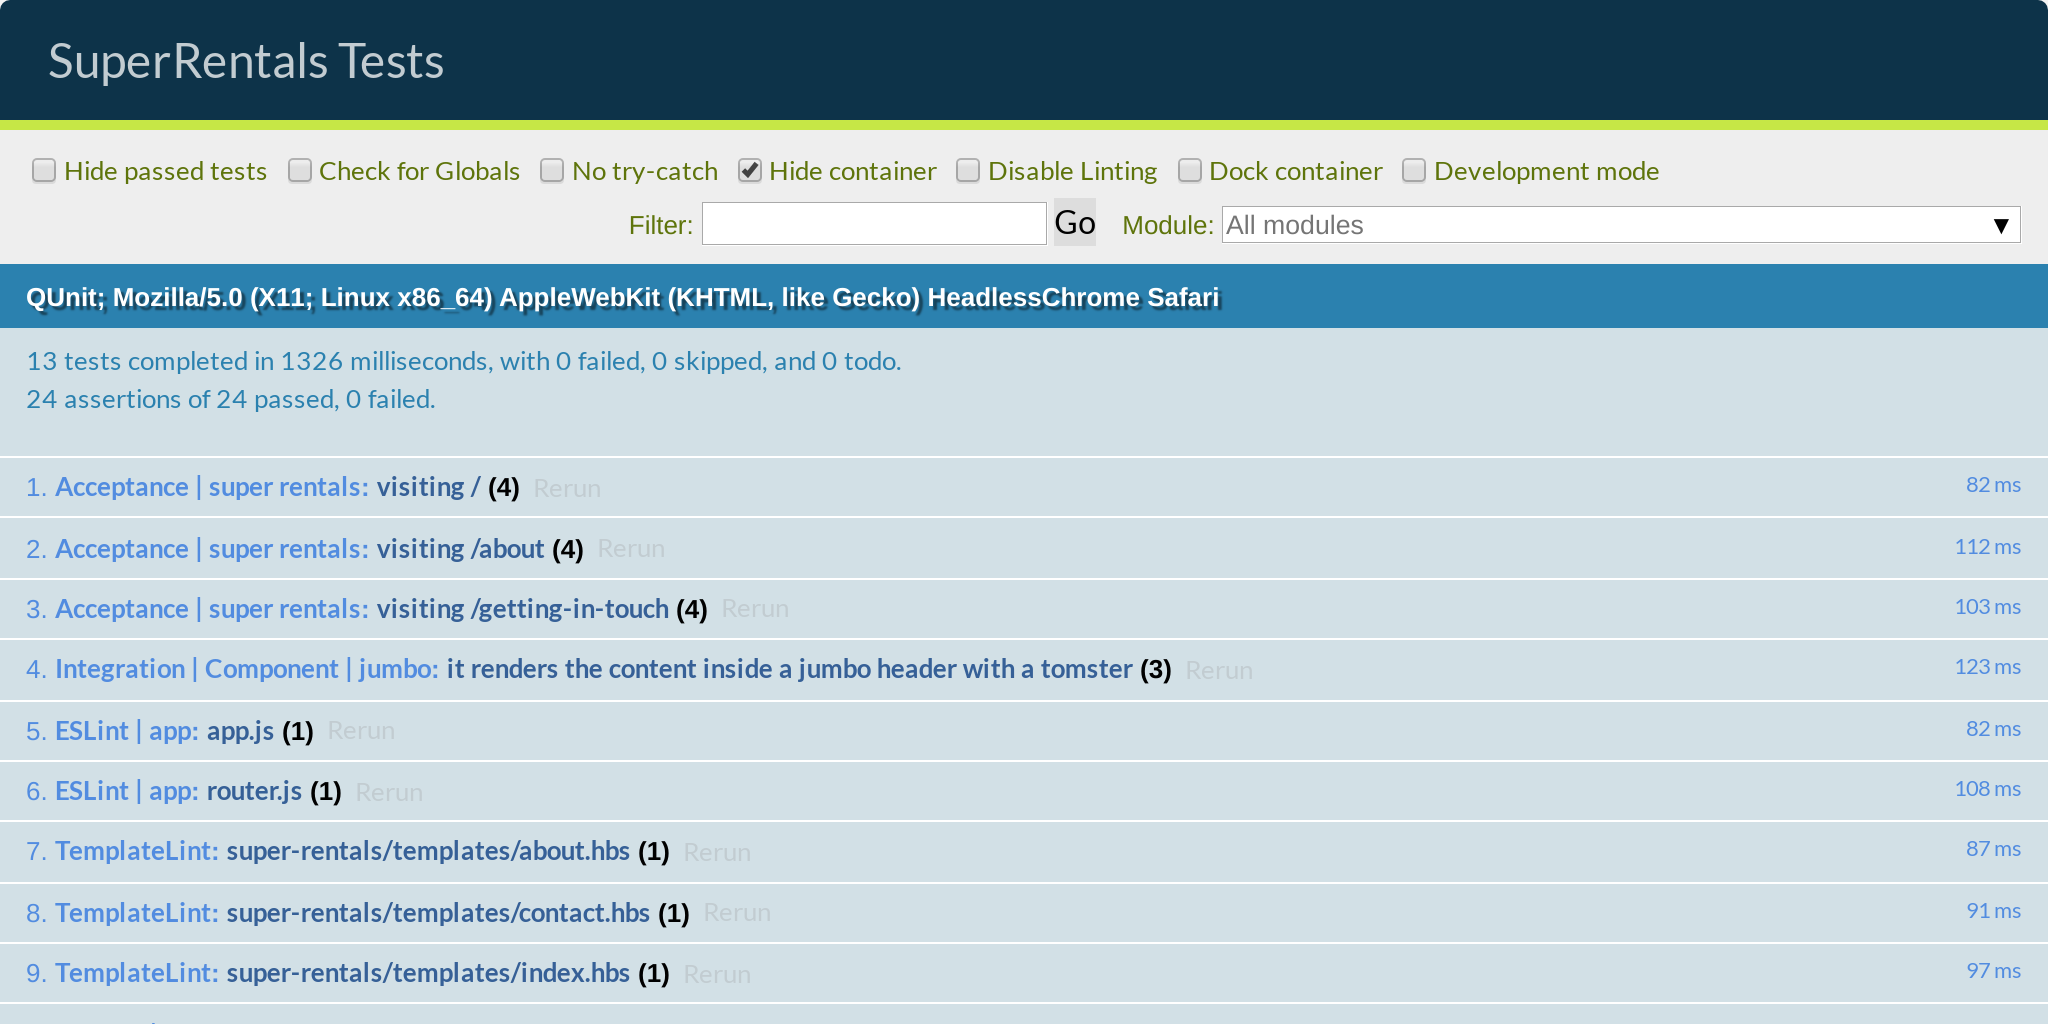 SuperRentals Tests
Hide passed tests Check for Globals No try-catch Hide container Disable Linting Dock container Development mode
Filter: Go Module: All modules ▼
QUnit; Mozilla/5.0 (X11; Linux x86_64) AppleWebKit (KHTML, like Gecko) HeadlessChrome Safari
13 tests completed in 1326 milliseconds, with 0 failed, 0 skipped, and 0 todo.
24 assertions of 24 passed, 0 failed.
1. Acceptance | super rentals: visiting / (4) Rerun 82 ms
2. Acceptance | super rentals: visiting /about (4) Rerun 112 ms
3. Acceptance | super rentals: visiting /getting-in-touch (4) Rerun 103 ms
4. Integration | Component | jumbo: it renders the content inside a jumbo header with a tomster (3) Rerun 123 ms
5. ESLint | app: app.js (1) Rerun 82 ms
6. ESLint | app: router.js (1) Rerun 108 ms
7. TemplateLint: super-rentals/templates/about.hbs (1) Rerun 87 ms
8. TemplateLint: super-rentals/templates/contact.hbs (1) Rerun 91 ms
9. TemplateLint: super-rentals/templates/index.hbs (1) Rerun 97 ms